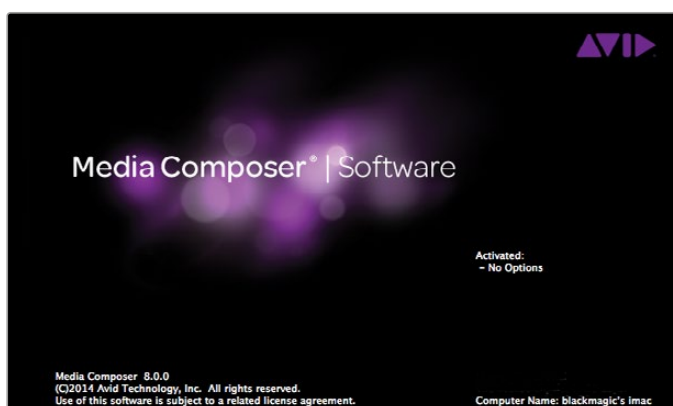 AVID
Media Composer® | Software
Activated:
– No Options
Media Composer 8.0.0
(C)2014 Avid Technology, Inc. All rights reserved.
Use of this software is subject to a related license agreement.
Computer Name: blackmagic's imac